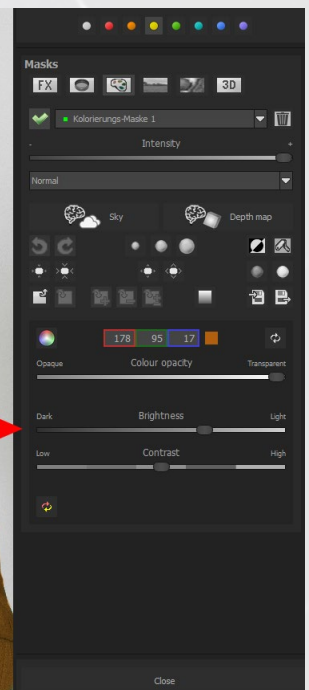 Masks
FX 3D
Kolorierungs-Maske 1
- Intensity +
Normal
Sky Depth map
178 95 17
Opaque Colour opacity Transparent
Dark Brightness Light
Low Contrast High
Close